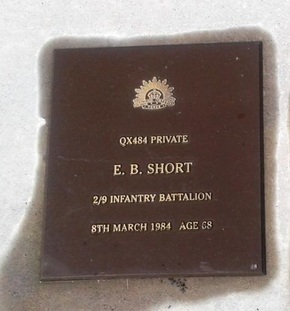 QX484 PRIVATE
E. B. SHORT
2/9 INFANTRY BATTALION
8TH MARCH 1984 AGE 68